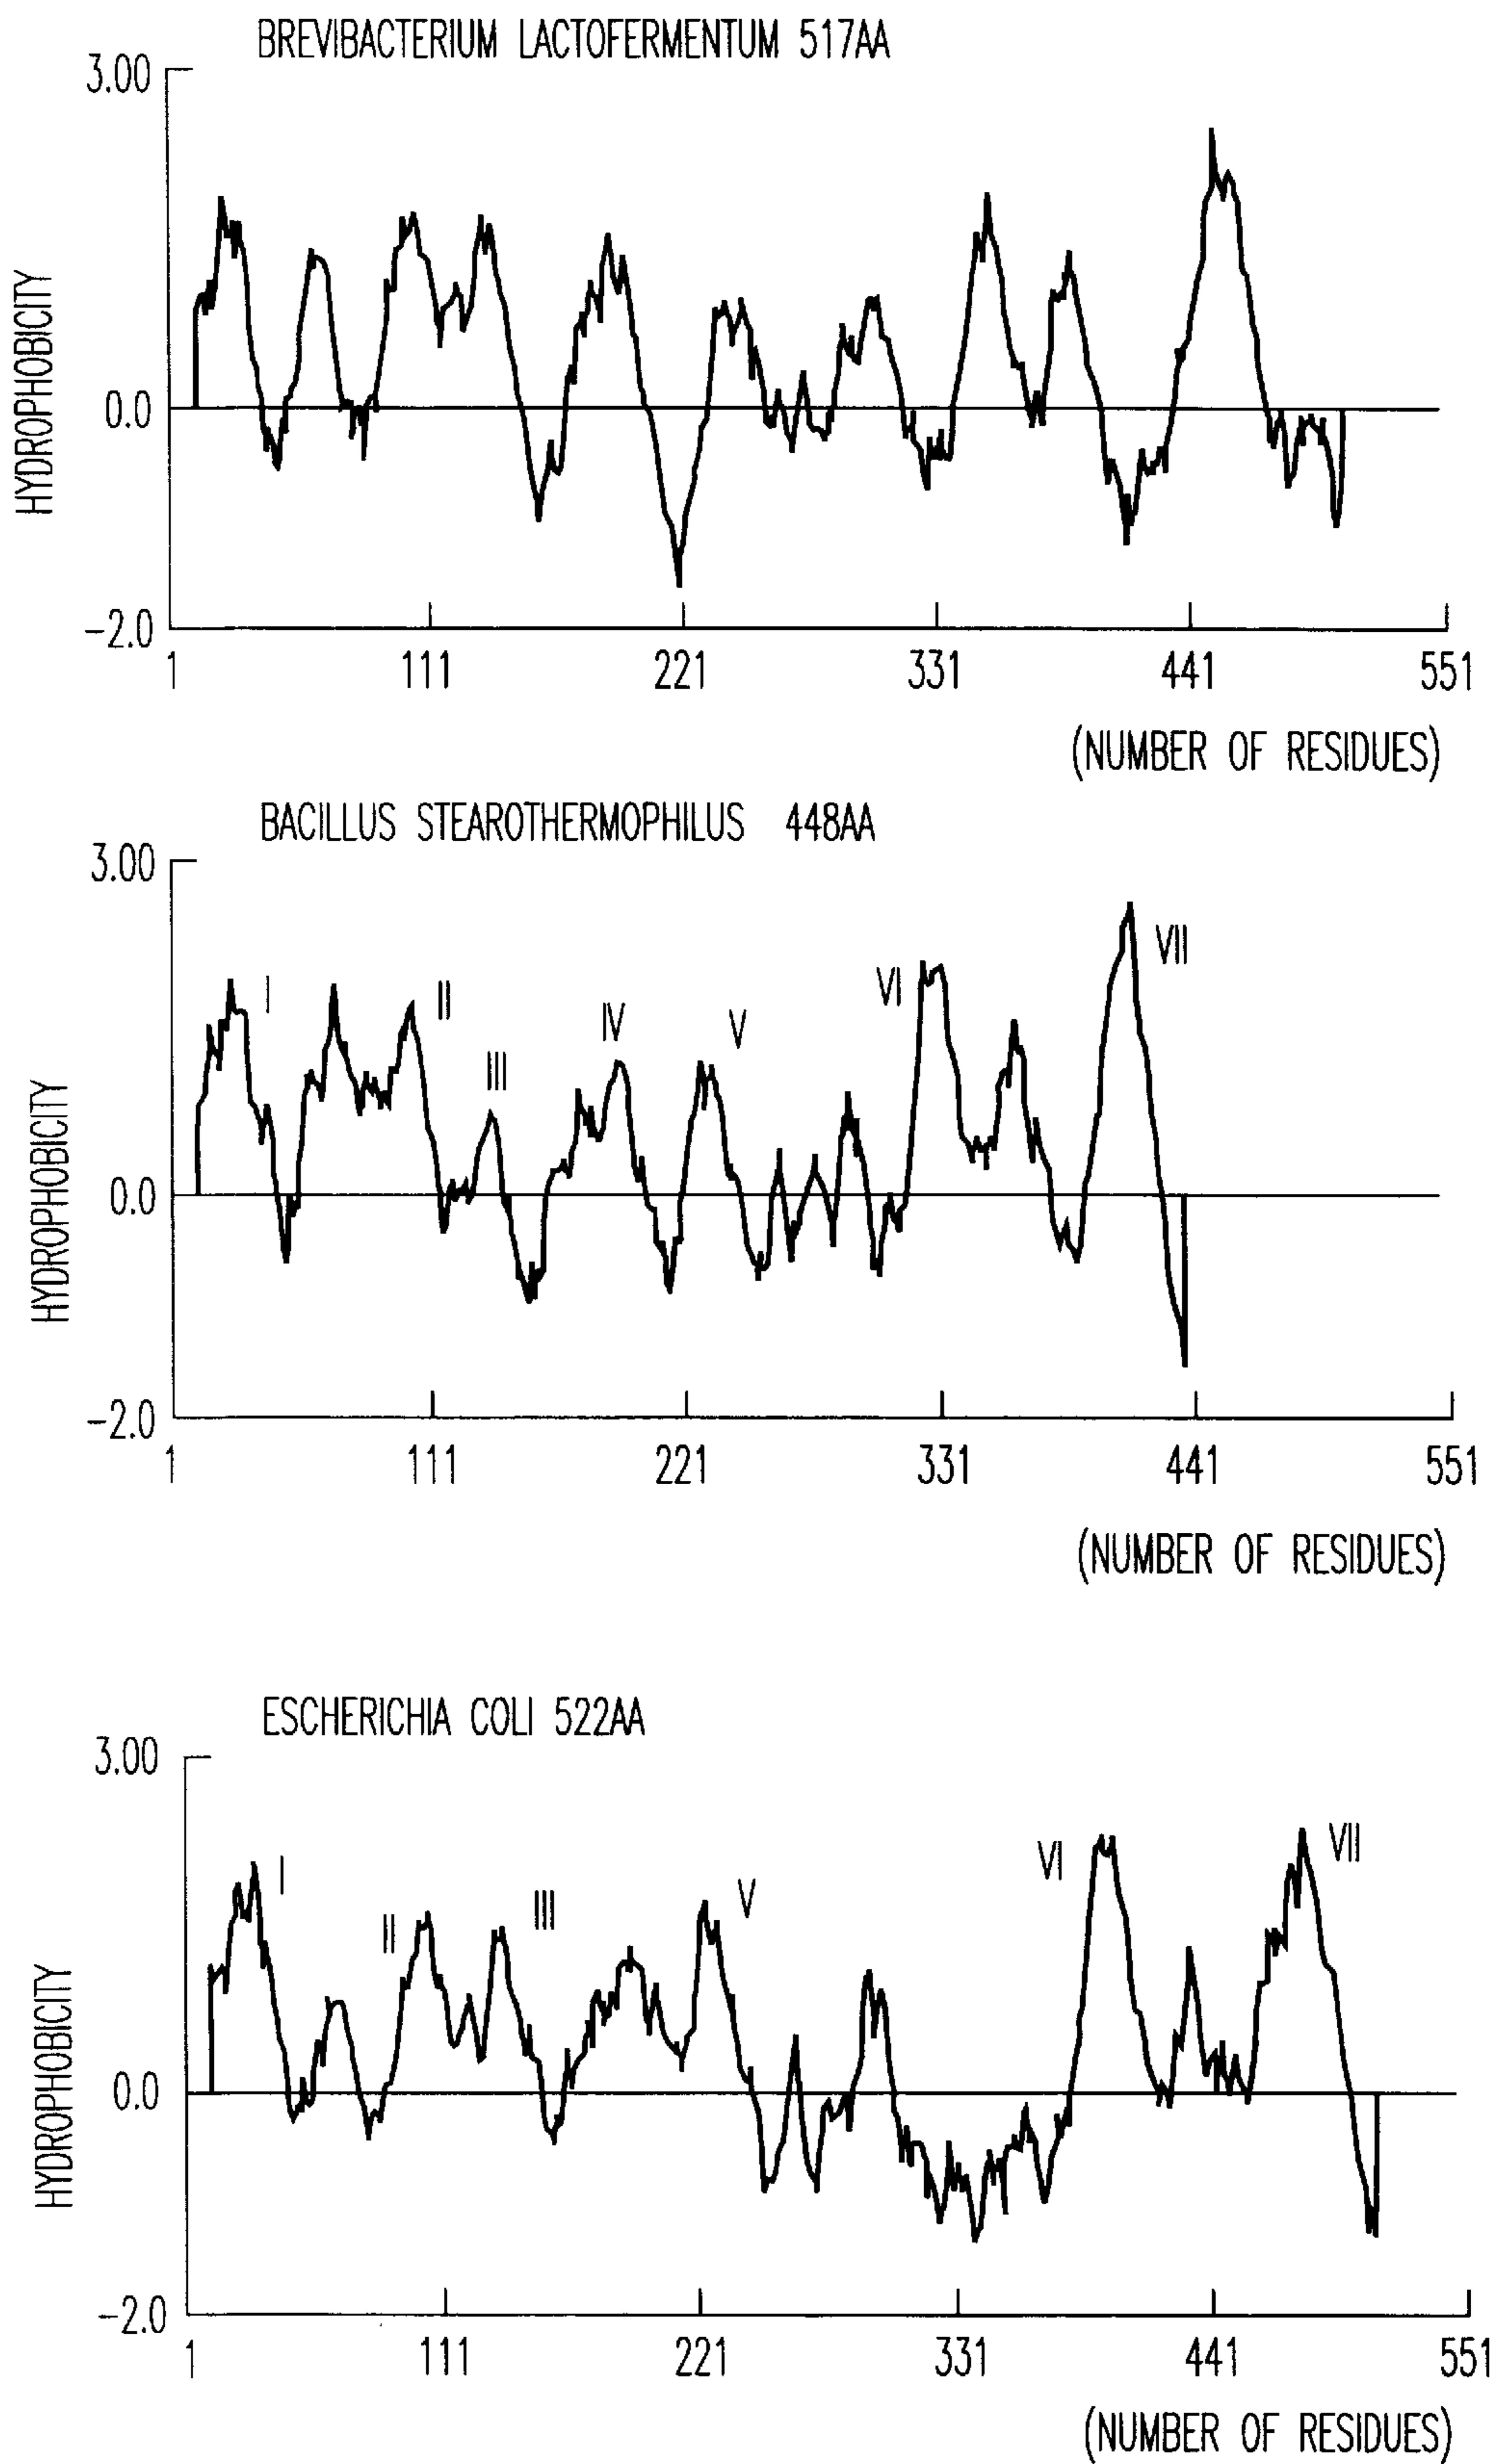 BREVIBACTERIUM LACTOFERMENTUM 517AA
3.00
HYDROPHOBICITY
0.0
-2.0
1 111 221 331 441 551
(NUMBER OF RESIDUES)
BACILLUS STEAROTHERMOPHILUS 448AA
3.00
I II III IV V VI VII
HYDROPHOBICITY
0.0
-2.0
1 111 221 331 441 551
(NUMBER OF RESIDUES)
ESCHERICHIA COLI 522AA
3.00
I II III V VI VII
HYDROPHOBICITY
0.0
-2.0
1 111 221 331 441 551
(NUMBER OF RESIDUES)